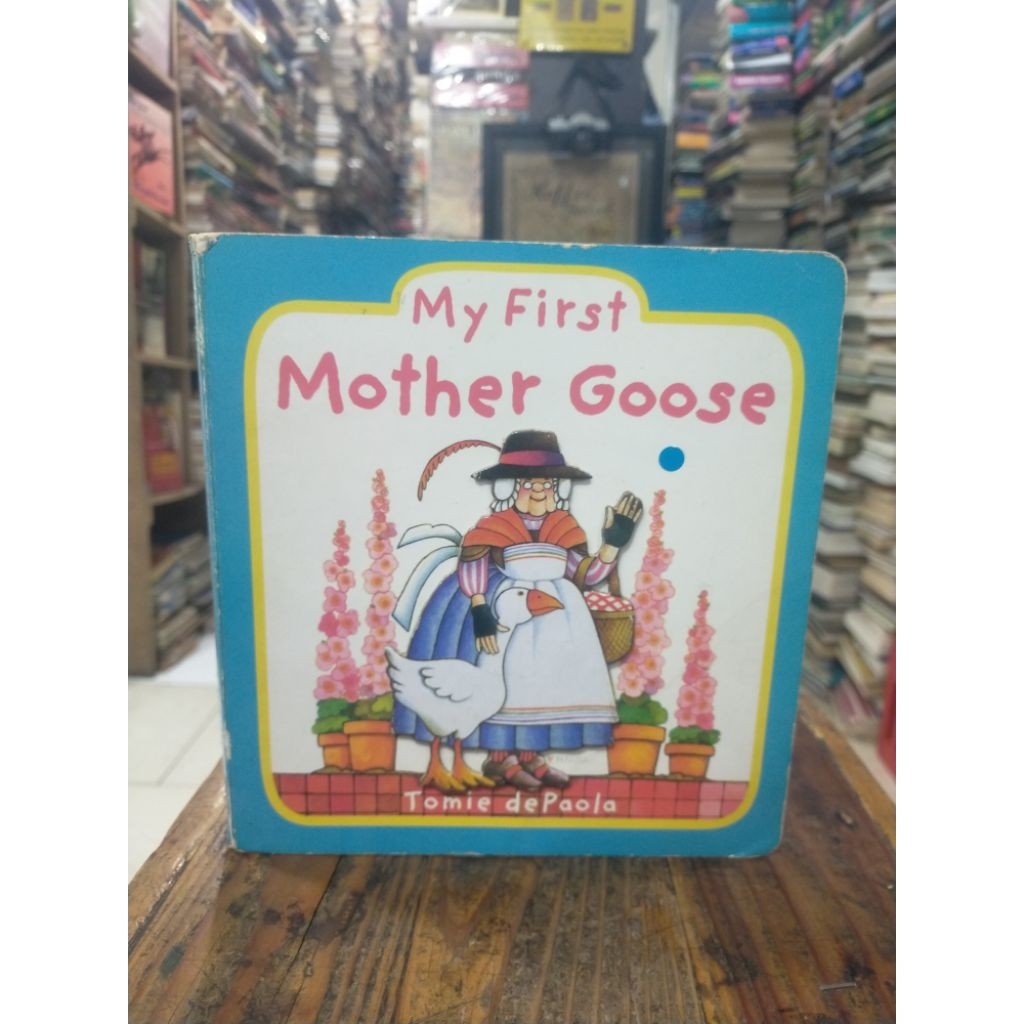 My First
Mother Goose
Tomie dePaola